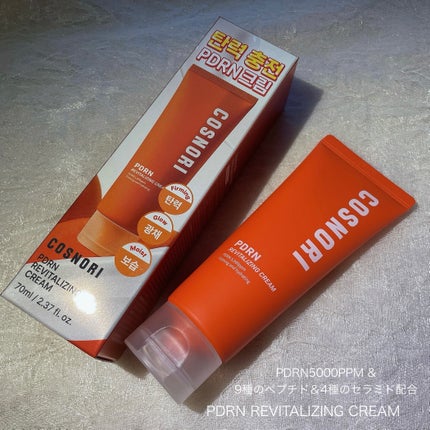 탄력 충전
PDRN크림
COSNORI
PDRN
REVITALIZING CREAM
Firming
탄력
Glow
광채
Moist
보습
COSNORI
PDRN
REVITALIZING
CREAM
70ml / 2.37 fl. oz.
COSNORI
PDRN
REVITALIZING CREAM
PDRN5000PPM &
9種のペプチド&4種のセラミド配合
PDRN REVITALIZING CREAM